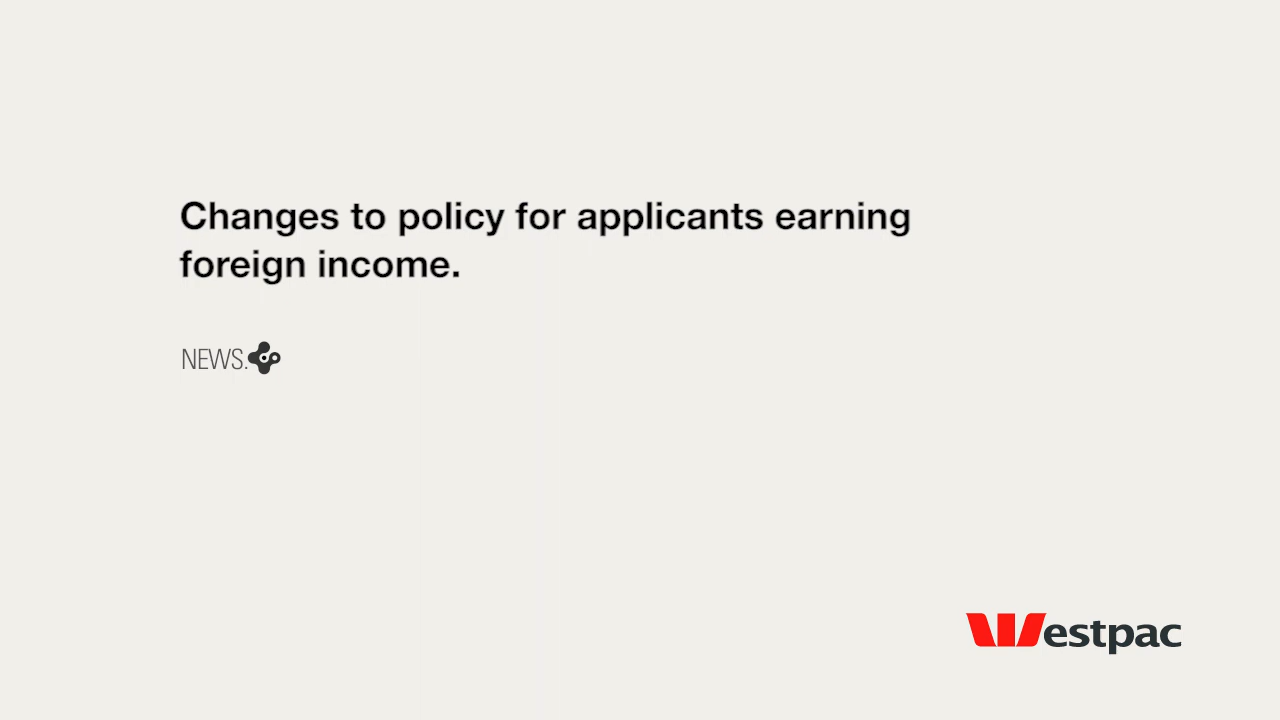 Changes to policy for applicants earning
foreign income.
NEWS.
Westpac